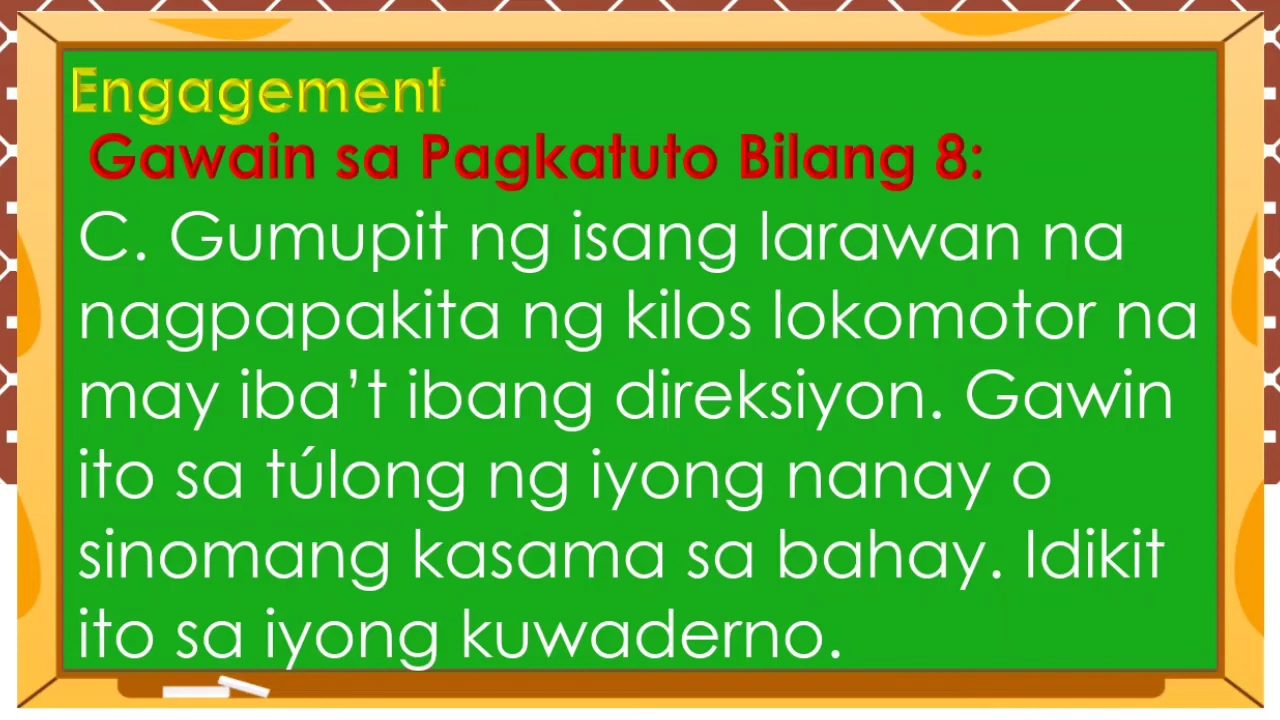 Engagement
Gawain sa Pagkatuto Bilang 8:
C. Gumupit ng isang larawan na
nagpapakita ng kilos lokomotor na
may iba’t ibang direksiyon. Gawin
ito sa túlong ng iyong nanay o
sinomang kasama sa bahay. Idikit
ito sa iyong kuwaderno.